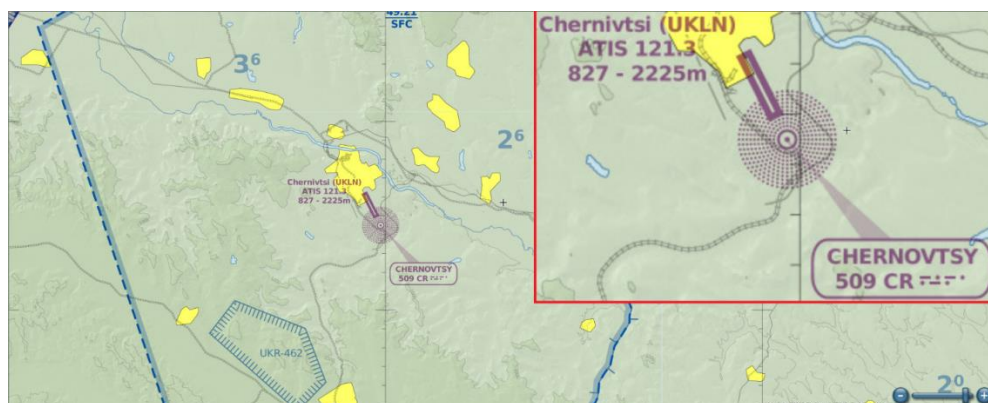 49.21
SFC
3⁶
2⁶
Chernivtsi (UKLN)
ATIS 121.3
827 - 2225m
CHERNOVTSY
509 CR
UKR-462
Chernivtsi (UKLN)
ATIS 121.3
827 - 2225m
CHERNOVTSY
509 CR
2⁰